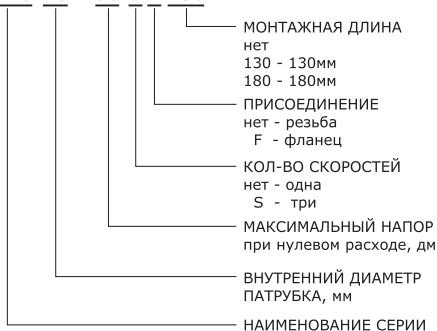 МОНТАЖНАЯ ДЛИНА
нет
130 - 130мм
180 - 180мм
ПРИСОЕДИНЕНИЕ
нет - резьба
F - фланец
КОЛ-ВО СКОРОСТЕЙ
нет - одна
S - три
МАКСИМАЛЬНЫЙ НАПОР
при нулевом расходе, дм
ВНУТРЕННИЙ ДИАМЕТР
ПАТРУБКА, мм
НАИМЕНОВАНИЕ СЕРИИ